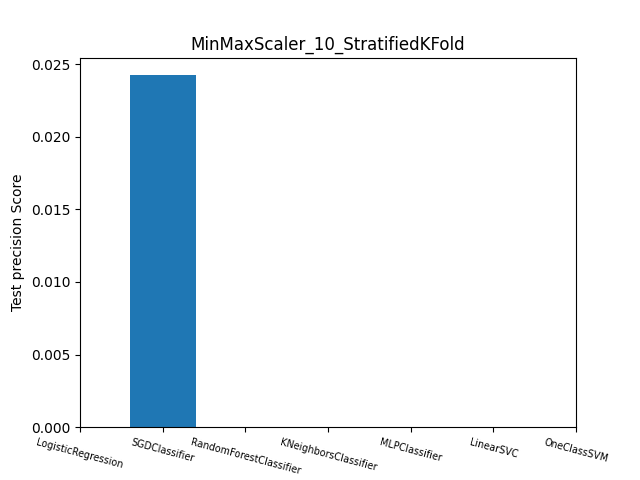 MinMaxScaler_10_StratifiedKFold
Test precision Score
0.025
0.020
0.015
0.010
0.005
0.000
LogisticRegression
SGDClassifier
RandomForestClassifier
KNeighborsClassifier
MLPClassifier
LinearSVC
OneClassSVM